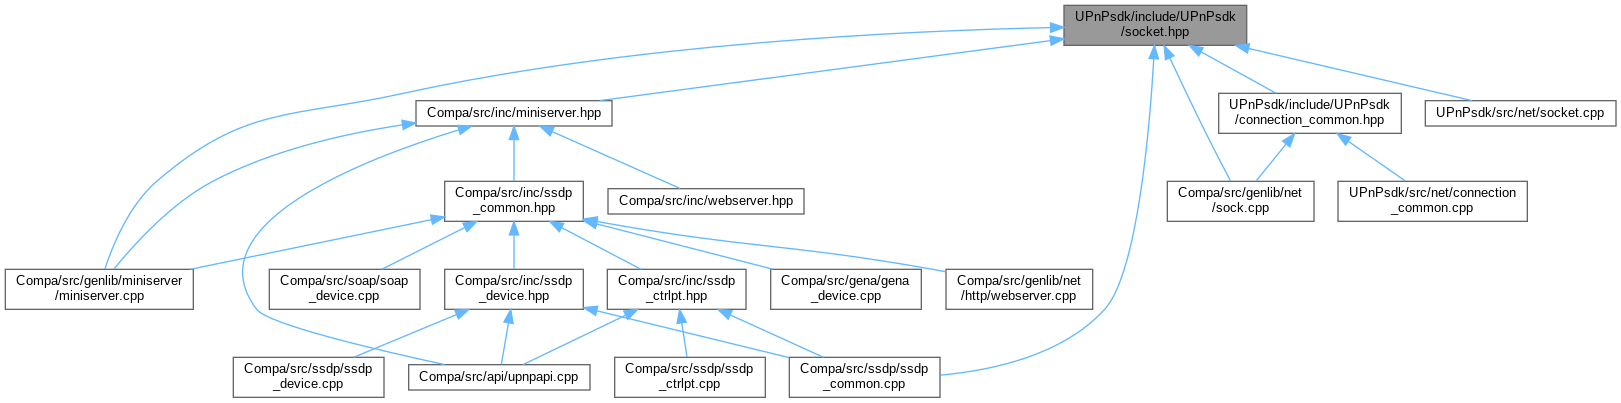 UPnPsdk/include/UPnPsdk
/socket.hpp
Compa/src/inc/miniserver.hpp
UPnPsdk/include/UPnPsdk
/connection_common.hpp
UPnPsdk/src/net/socket.cpp
Compa/src/inc/ssdp
_common.hpp
Compa/src/inc/webserver.hpp
Compa/src/genlib/net
/sock.cpp
UPnPsdk/src/net/connection
_common.cpp
Compa/src/genlib/miniserver
/miniserver.cpp
Compa/src/soap/soap
_device.cpp
Compa/src/inc/ssdp
_device.hpp
Compa/src/inc/ssdp
_ctrlpt.hpp
Compa/src/gena/gena
_device.cpp
Compa/src/genlib/net
/http/webserver.cpp
Compa/src/ssdp/ssdp
_device.cpp
Compa/src/api/upnpapi.cpp
Compa/src/ssdp/ssdp
_ctrlpt.cpp
Compa/src/ssdp/ssdp
_common.cpp